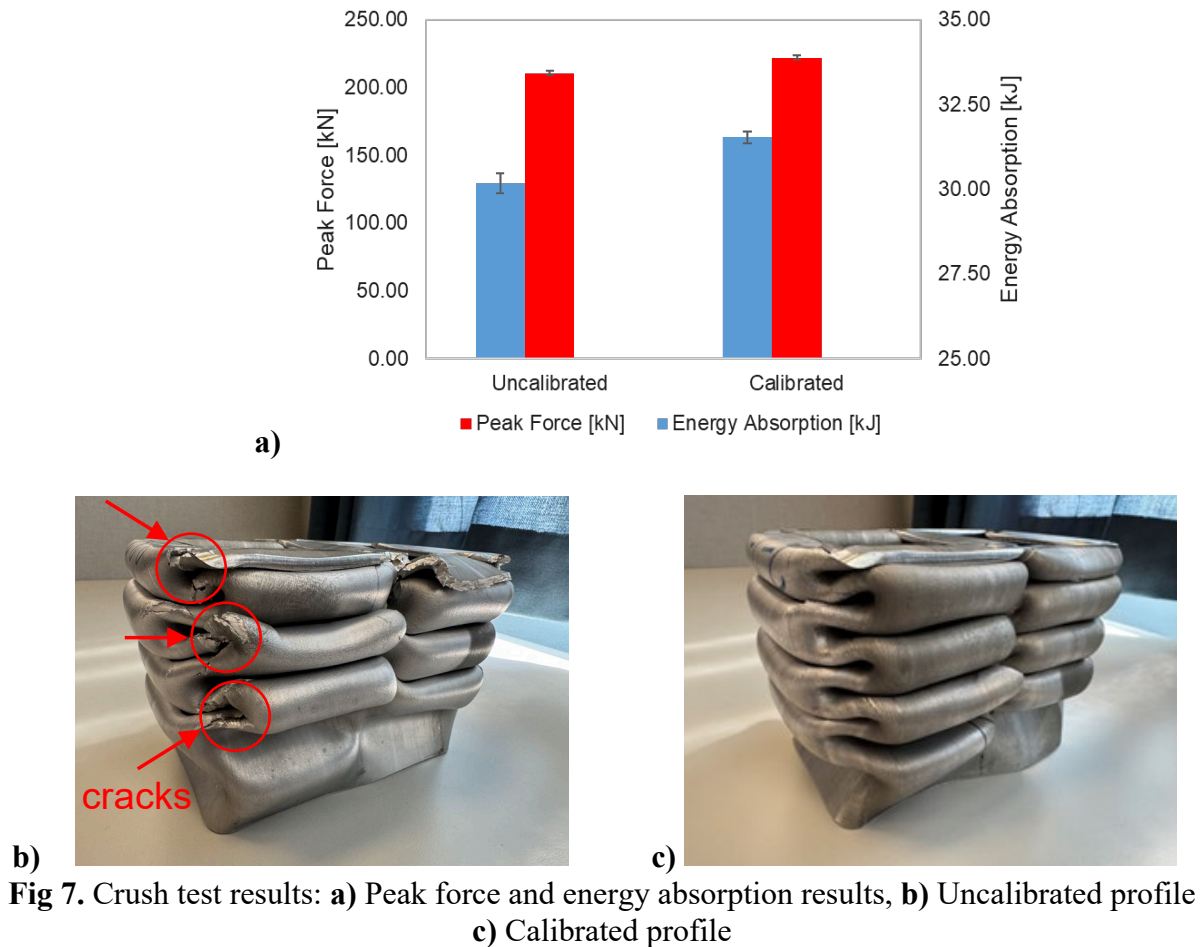 250.00
200.00
150.00
100.00
50.00
0.00
Peak Force [kN]
35.00
32.50
30.00
27.50
25.00
Energy Absorption [kJ]
Uncalibrated
Calibrated
Peak Force [kN]
Energy Absorption [kJ]
a)
cracks
b)
c)
Fig 7. Crush test results: a) Peak force and energy absorption results, b) Uncalibrated profile
c) Calibrated profile